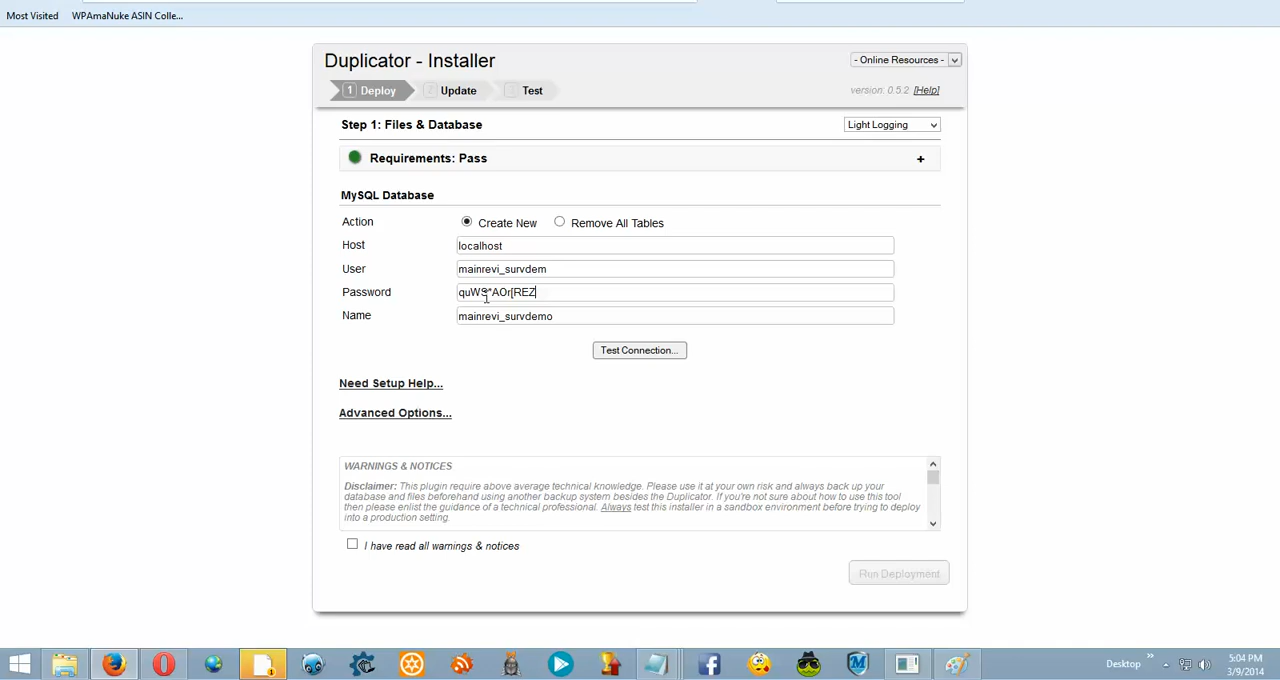 Most Visited WPAmaNuke ASIN Colle...
Duplicator - Installer
- Online Resources -
1 Deploy Update Test
version: 0.5.2 [Help]
Step 1: Files & Database
Light Logging
Requirements: Pass +
MySQL Database
Action Create New Remove All Tables
Host localhost
User mainrevi_survdem
Password
Name mainrevi_survdemo
Test Connection...
Need Setup Help...
Advanced Options...
WARNINGS & NOTICES
Disclaimer: This plugin require above average technical knowledge. Please use it at your own risk and always back up your
database and files beforehand using another backup system besides the Duplicator. If you're not sure about how to use this tool
then please enlist the guidance of a technical professional. Always test this installer in a sandbox environment before trying to deploy
into a production setting.
I have read all warnings & notices
Run Deployment
Desktop
5:04 PM
3/9/2014